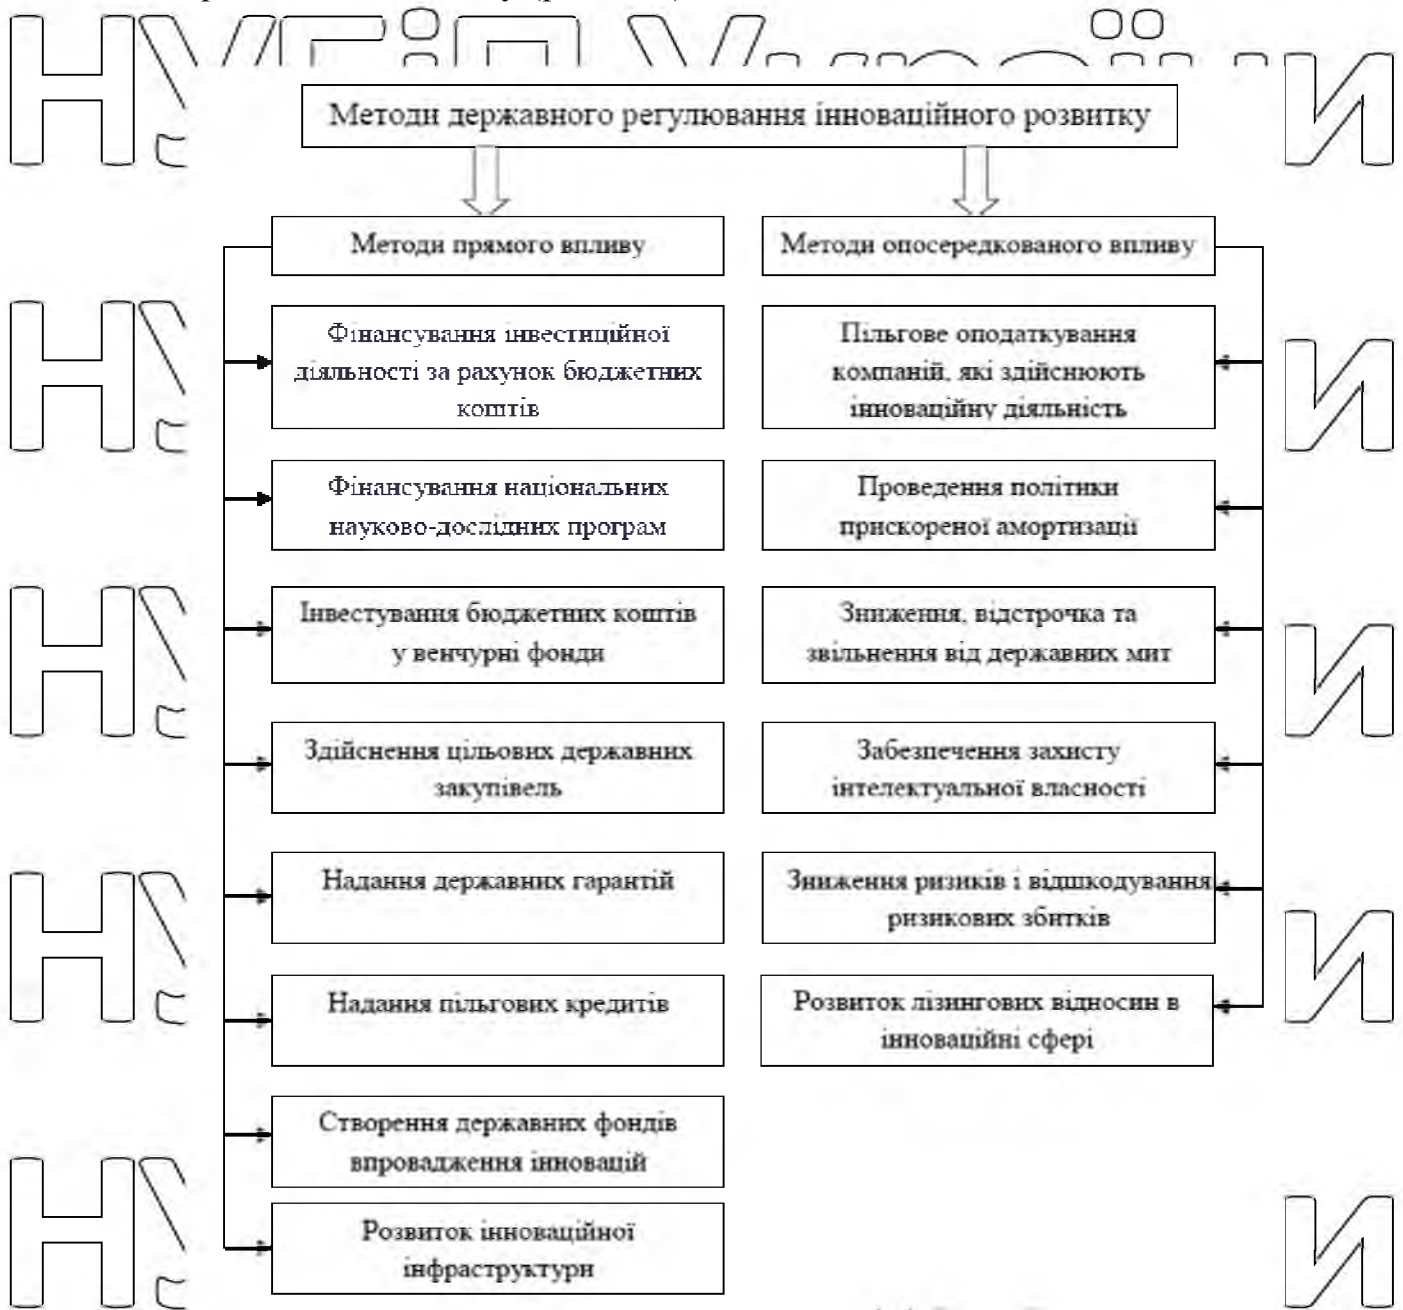 Методи державного регулювання інноваційного розвитку
Методи прямого впливу
Фінансування інвестиційної
діяльності за рахунок бюджетних
коштів
Фінансування національних
науково-дослідних програм
Інвестування бюджетних коштів
у венчурні фонди
Здійснення цільових державних
закупівель
Надання державних гарантій
Надання пільгових кредитів
Створення державних фондів
впровадження інновацій
Розвиток інноваційної
інфраструктури
Методи опосередкованого впливу
Пільгове оподаткування
компаній, які здійснюють
інноваційну діяльність
Проведення політики
прискореної амортизації
Зниження, відстрочка та
звільнення від державних мит
Забезпечення захисту
інтелектуальної власності
Зниження ризиків і відшкодування
ризикових збитків
Розвиток лізингових відносин в
інноваційні сфері